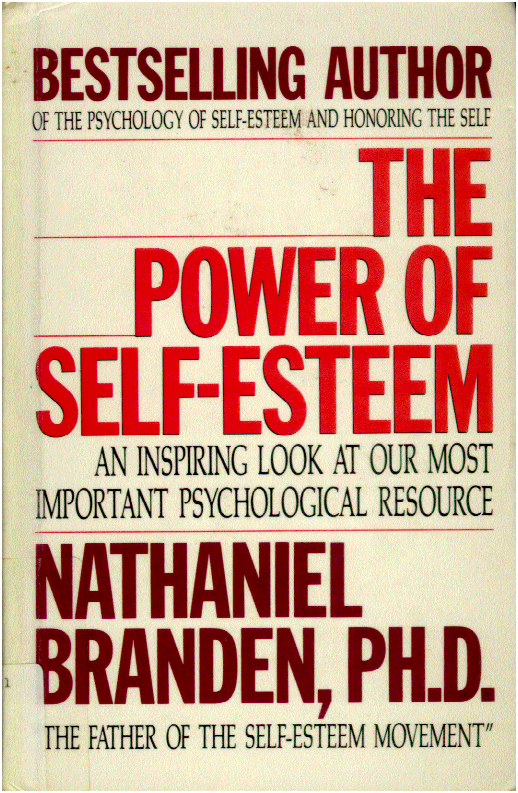 BESTSELLING AUTHOR
OF THE PSYCHOLOGY OF SELF-ESTEEM AND HONORING THE SELF
THE
POWER OF
SELF-ESTEEM
AN INSPIRING LOOK AT OUR MOST
IMPORTANT PSYCHOLOGICAL RESOURCE
NATHANIEL
BRANDEN, PH.D.
THE FATHER OF THE SELF-ESTEEM MOVEMENT"